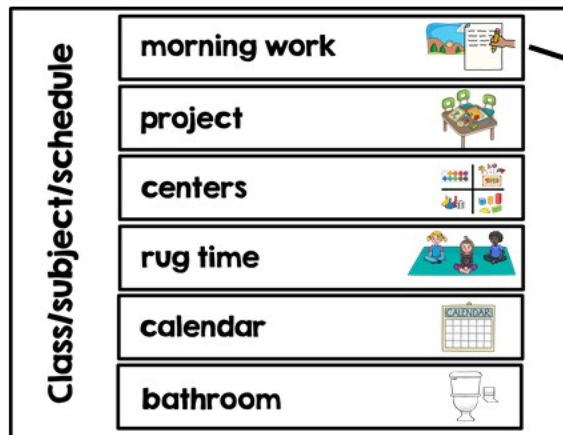 Class/subject/schedule
morning work
project
centers
rug time
calendar
CALENDAR
bathroom